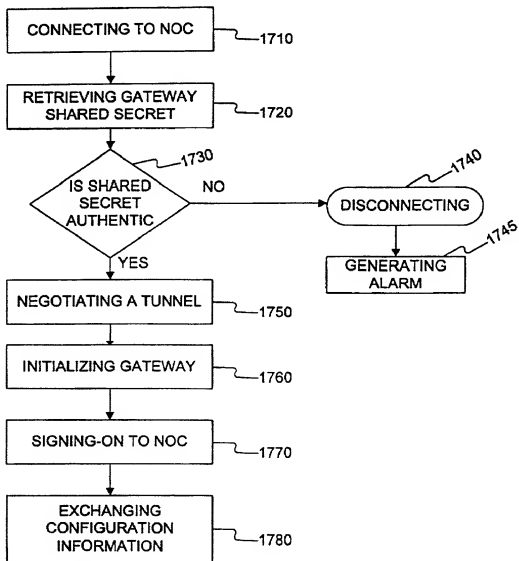 CONNECTING TO NOC
1710
RETRIEVING GATEWAY
SHARED SECRET
1720
1730
IS SHARED
SECRET
AUTHENTIC
NO
1740
DISCONNECTING
1745
GENERATING
ALARM
YES
NEGOTIATING A TUNNEL
1750
INITIALIZING GATEWAY
1760
SIGNING-ON TO NOC
1770
EXCHANGING
CONFIGURATION
INFORMATION
1780